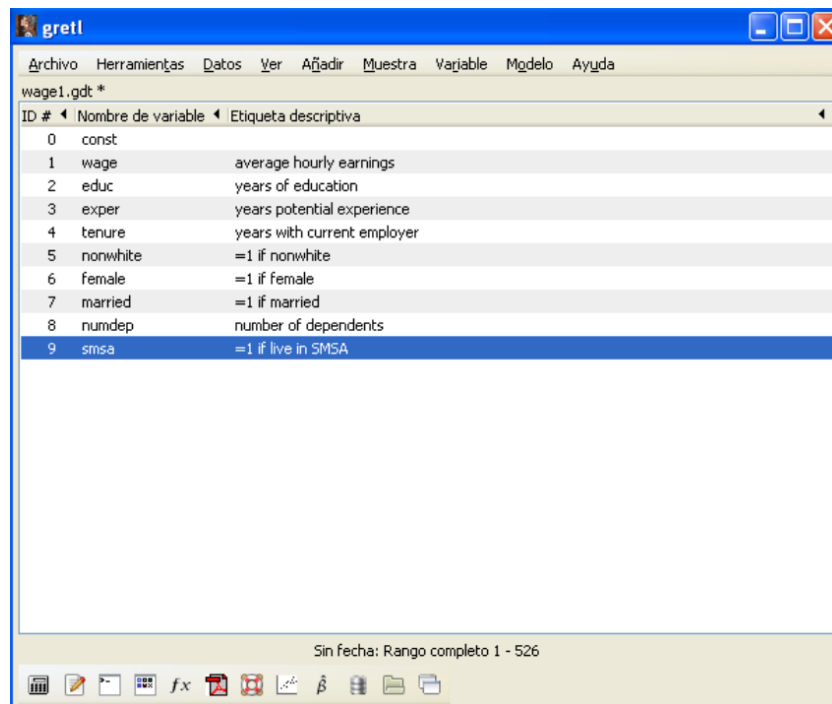 gretl
Archivo Herramientas Datos Ver Añadir Muestra Variable Modelo Ayuda
wage1.gdt *
ID # Nombre de variable Etiqueta descriptiva
0 const
1 wage average hourly earnings
2 educ years of education
3 exper years potential experience
4 tenure years with current employer
5 nonwhite =1 if nonwhite
6 female =1 if female
7 married =1 if married
8 numdep number of dependents
9 smsa =1 if live in SMSA
Sin fecha: Rango completo 1 - 526
fx β̂